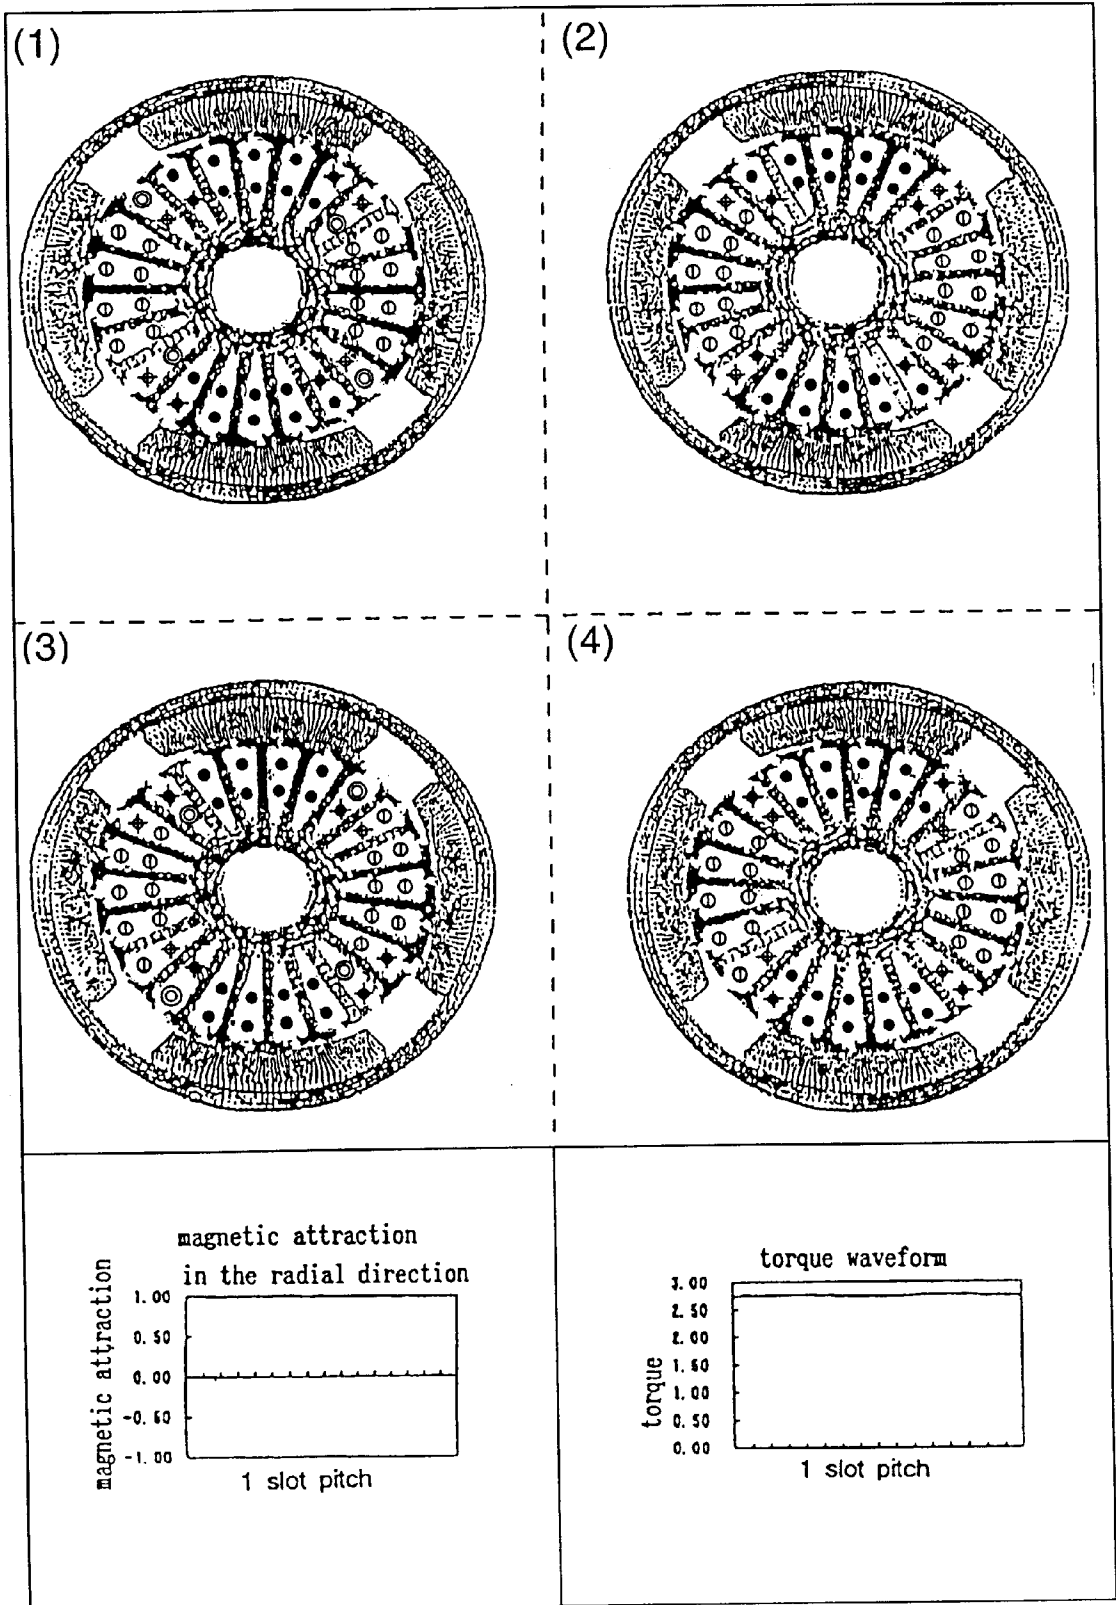 (1)
(2)
(3)
(4)
magnetic attraction
in the radial direction
magnetic attraction
1.00
0.50
0.00
-0.50
-1.00
1 slot pitch
torque waveform
torque
3.00
2.50
2.00
1.50
1.00
0.50
0.00
1 slot pitch